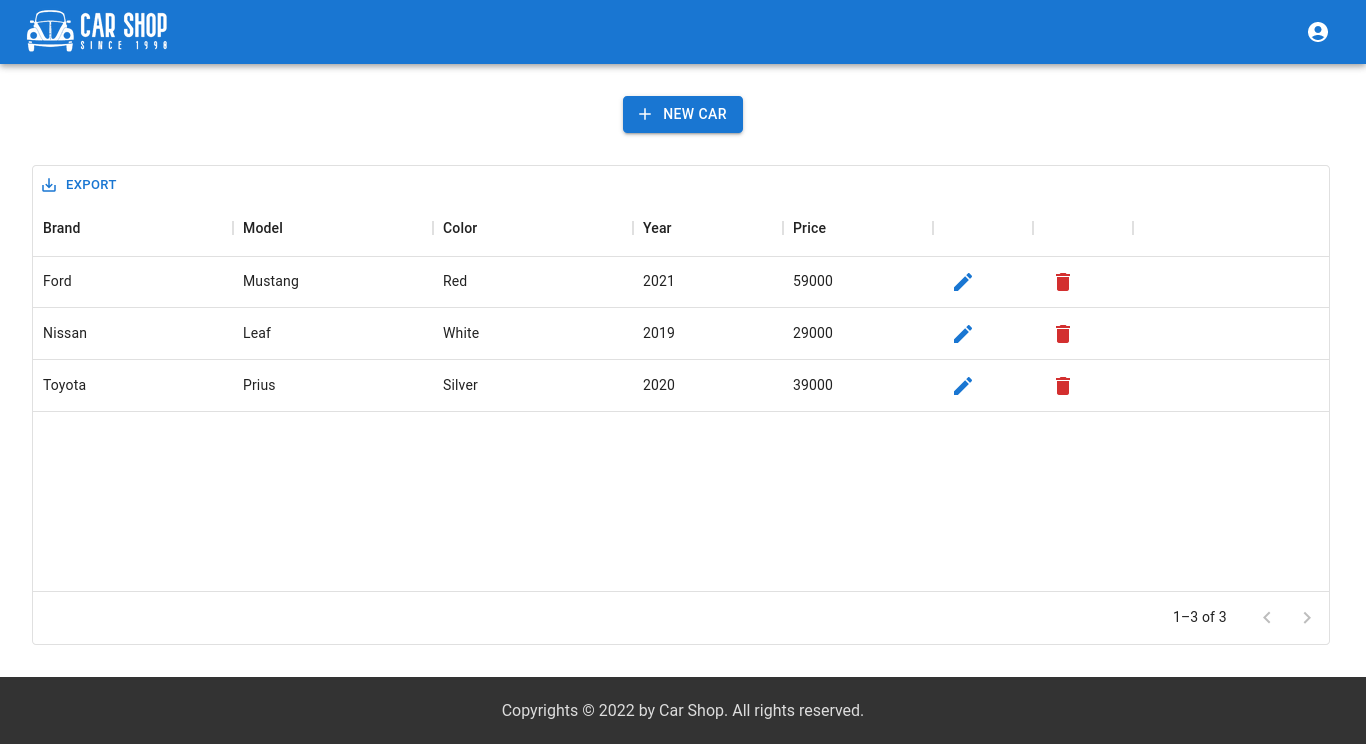 CAR SHOP
SINCE 1990
NEW CAR
EXPORT
Brand Model Color Year Price
Ford Mustang Red 2021 59000
Nissan Leaf White 2019 29000
Toyota Prius Silver 2020 39000
1–3 of 3
Copyrights © 2022 by Car Shop. All rights reserved.